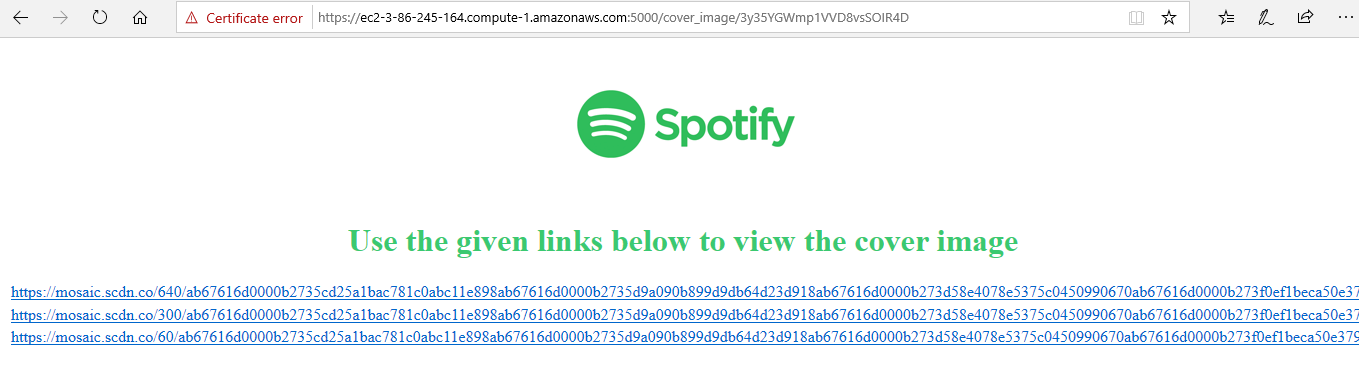 Certificate error https://ec2-3-86-245-164.compute-1.amazonaws.com:5000/cover_image/3y35YGWmp1VVD8vsSOIR4D
Spotify
Use the given links below to view the cover image
https://mosaic.scdn.co/640/ab67616d0000b2735cd25a1bac781c0abc11e898ab67616d0000b2735d9a090b899d9db64d23d918ab67616d0000b273d58e4078e5375c0450990670ab67616d0000b273f0ef1beca50e37
https://mosaic.scdn.co/300/ab67616d0000b2735cd25a1bac781c0abc11e898ab67616d0000b2735d9a090b899d9db64d23d918ab67616d0000b273d58e4078e5375c0450990670ab67616d0000b273f0ef1beca50e37
https://mosaic.scdn.co/60/ab67616d0000b2735cd25a1bac781c0abc11e898ab67616d0000b2735d9a090b899d9db64d23d918ab67616d0000b273d58e4078e5375c0450990670ab67616d0000b273f0ef1beca50e379